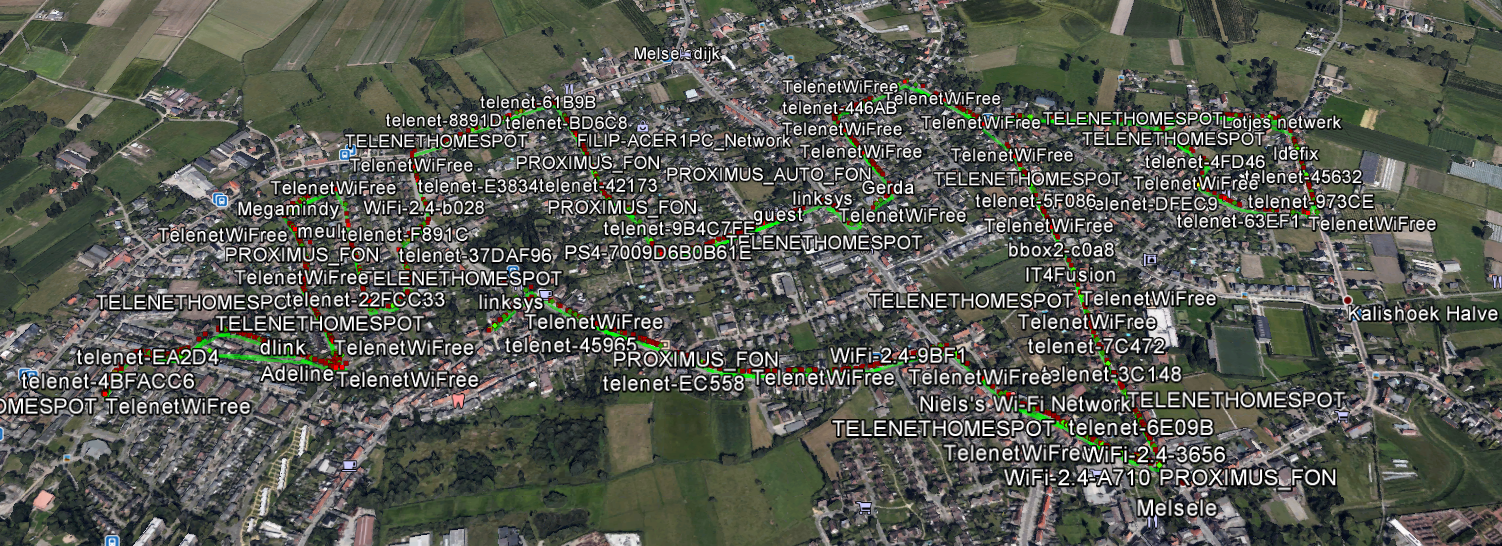 Melseledijk
TelenetWiFree
telenet-61B9B
telenet-446AB
TelenetWiFree
telenet-8891D
telenet-BD6C8
TelenetWiFree
TelenetWiFree
TELENETHOMESPOT
Lotjes netwerk
TELENETHOMESPOT
FILIP-ACER1PC_Network
TELENETHOMESPOT
TelenetWiFree
PROXIMUS_FON
TelenetWiFree
TelenetWiFree
telenet-4FD46
Idefix
PROXIMUS_AUTO_FON
TELENETHOMESPOT
telenet-45632
TelenetWiFree
telenet-E3834
telenet-42173
Gerda
TelenetWiFree
Megamindy
WiFi-2.4-b028
PROXIMUS_FON
linksys
telenet-5F086
telenet-DFEC9
telenet-973CE
guest
TelenetWiFree
telenet-63EF1
TelenetWiFree
TelenetWiFree
meul
telenet-F891C
telenet-9B4C7FE
TelenetWiFree
TELENETHOMESPOT
PROXIMUS_FON
telenet-37DAF96
PS4-7009D6B0B61E
bbox2-c0a8
TelenetWiFree
TELENETHOMESPOT
IT4Fusion
TELENETHOMESPOT
telenet-22FCC33
linksys
TELENETHOMESPOT
TelenetWiFree
Kalishoek Halve
TELENETHOMESPOT
TelenetWiFree
TelenetWiFree
dlink
TelenetWiFree
telenet-45965
telenet-7C472
telenet-EA2D4
PROXIMUS_FON
WiFi-2.4-9BF1
Adeline
TelenetWiFree
telenet-4BFACC6
telenet-EC558
TelenetWiFree
TelenetWiFree
telenet-3C148
HOMESPOT
TelenetWiFree
Niels's Wi-Fi Network
TELENETHOMESPOT
TELENETHOMESPOT
telenet-6E09B
TelenetWiFree
WiFi-2.4-3656
WiFi-2.4-A710
PROXIMUS_FON
Melsele